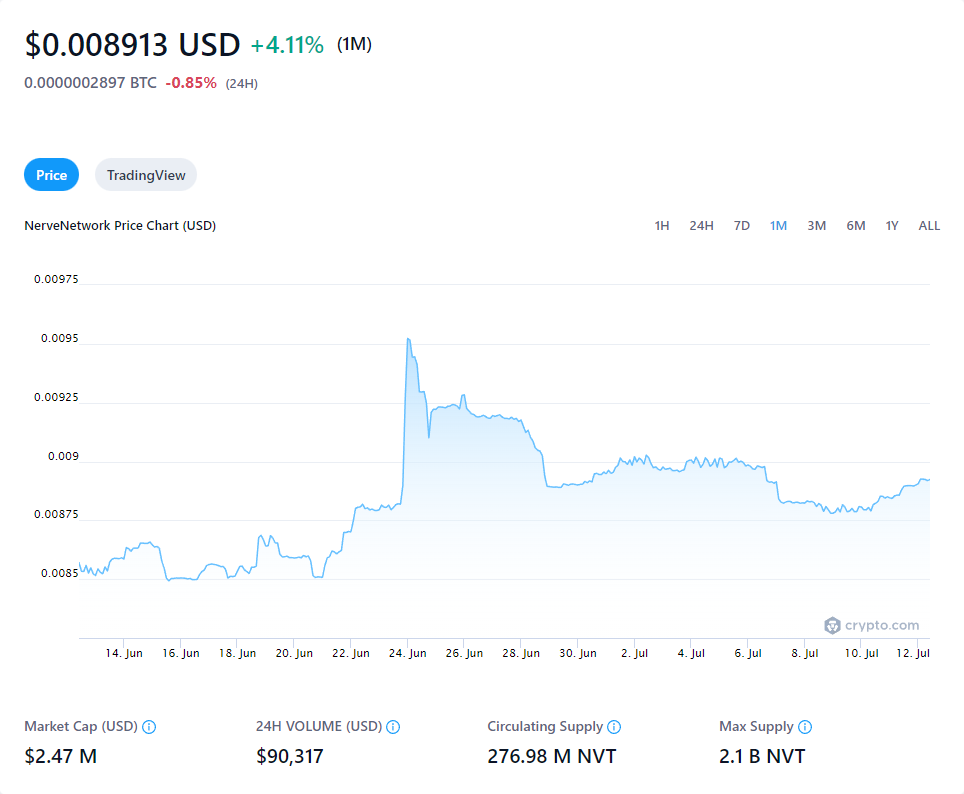 $0.008913 USD +4.11% (1M)
0.0000002897 BTC -0.85% (24H)
Price TradingView
NerveNetwork Price Chart (USD) 1H 24H 7D 1M 3M 6M 1Y ALL
0.00975
0.0095
0.00925
0.009
0.00875
0.0085
crypto.com
14. Jun 16. Jun 18. Jun 20. Jun 22. Jun 24. Jun 26. Jun 28. Jun 30. Jun 2. Jul 4. Jul 6. Jul 8. Jul 10. Jul 12. Jul
Market Cap (USD) 24H VOLUME (USD) Circulating Supply Max Supply
$2.47 M $90,317 276.98 M NVT 2.1 B NVT